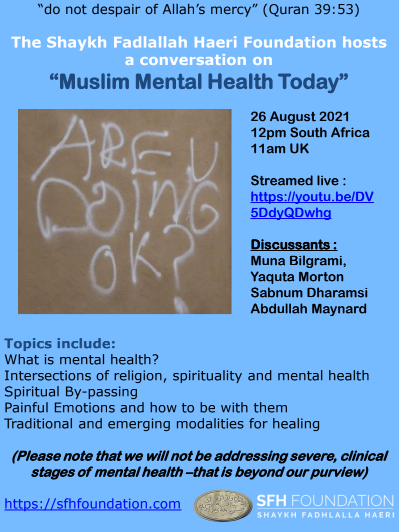 “do not despair of Allah’s mercy” (Quran 39:53)
The Shaykh Fadlallah Haeri Foundation hosts
a conversation on
“Muslim Mental Health Today”
ARE U
DOING
OK?
26 August 2021
12pm South Africa
11am UK
Streamed live :
https://youtu.be/DV
5DdyQDwhg
Discussants :
Muna Bilgrami,
Yaquta Morton
Sabnum Dharamsi
Abdullah Maynard
Topics include:
What is mental health?
Intersections of religion, spirituality and mental health
Spiritual By-passing
Painful Emotions and how to be with them
Traditional and emerging modalities for healing
(Please note that we will not be addressing severe, clinical
stages of mental health –that is beyond our purview)
https://sfhfoundation.com
SFH FOUNDATION
SHAYKH FADHLALLA HAERI